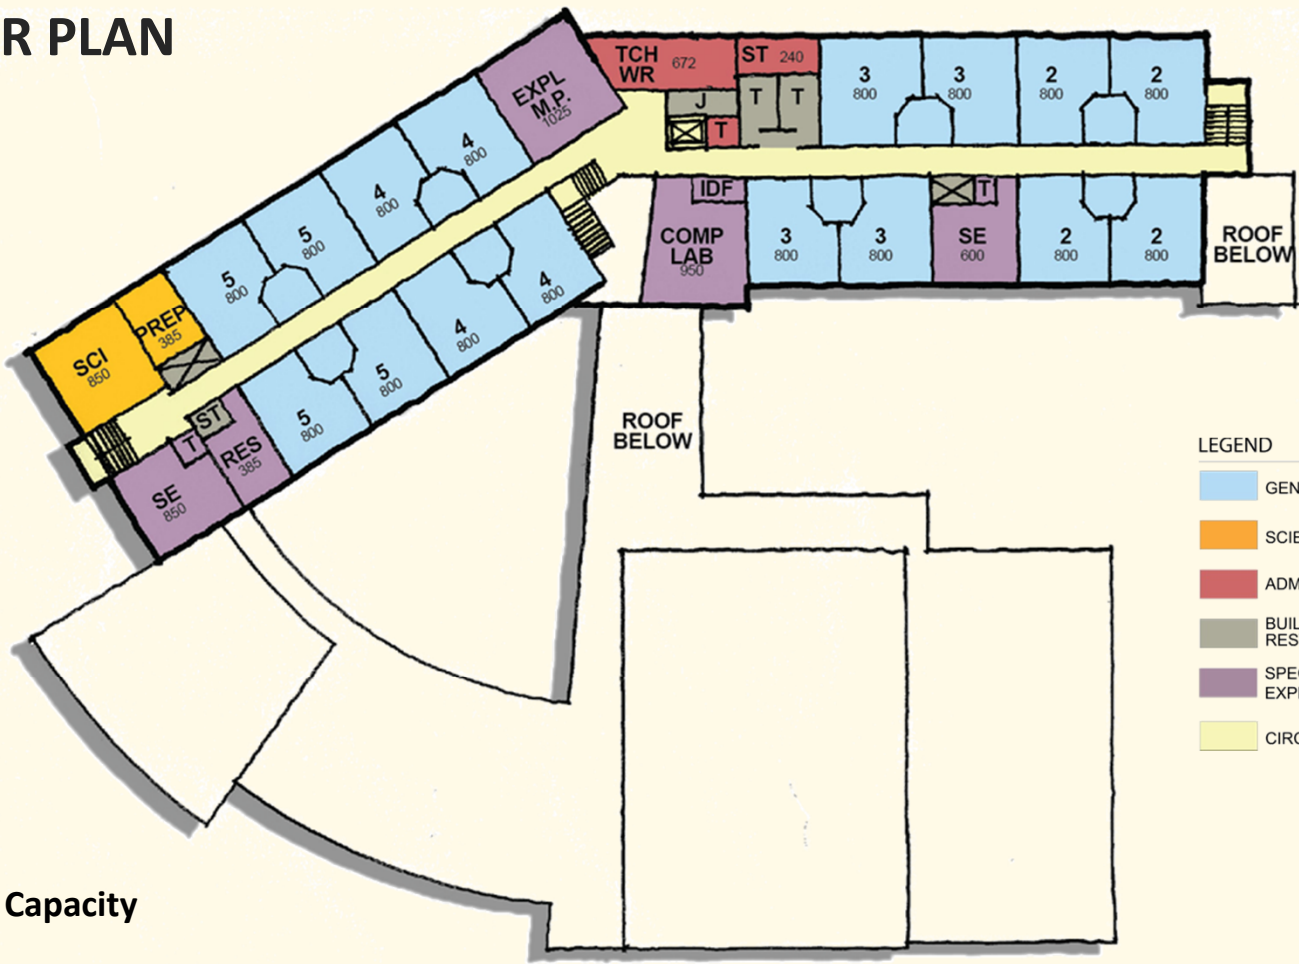 R PLAN
TCH
WR
672
ST 240
J
T
T
T
3
800
3
800
2
800
2
800
EXPL
M.P.
1025
4
800
4
800
5
800
5
800
PREP
385
SCI
850
IDF
COMP
LAB
950
3
800
3
800
T
SE
600
2
800
2
800
ROOF
BELOW
4
800
4
800
5
800
5
800
ST
T
RES
385
SE
850
ROOF
BELOW
LEGEND
GEN
SCIE
ADM
BUIL
RES
SPEC
EXP
CIRC
Capacity